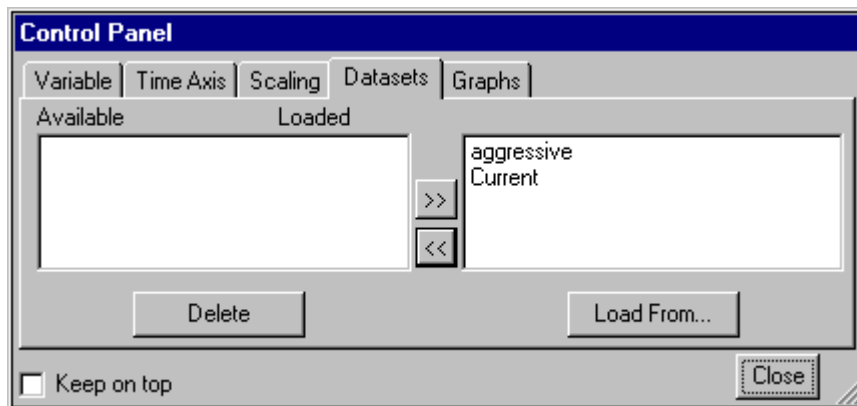 Control Panel
Variable Time Axis Scaling Datasets Graphs
Available Loaded
aggressive
Current
>>
<<
Delete Load From...
Keep on top Close